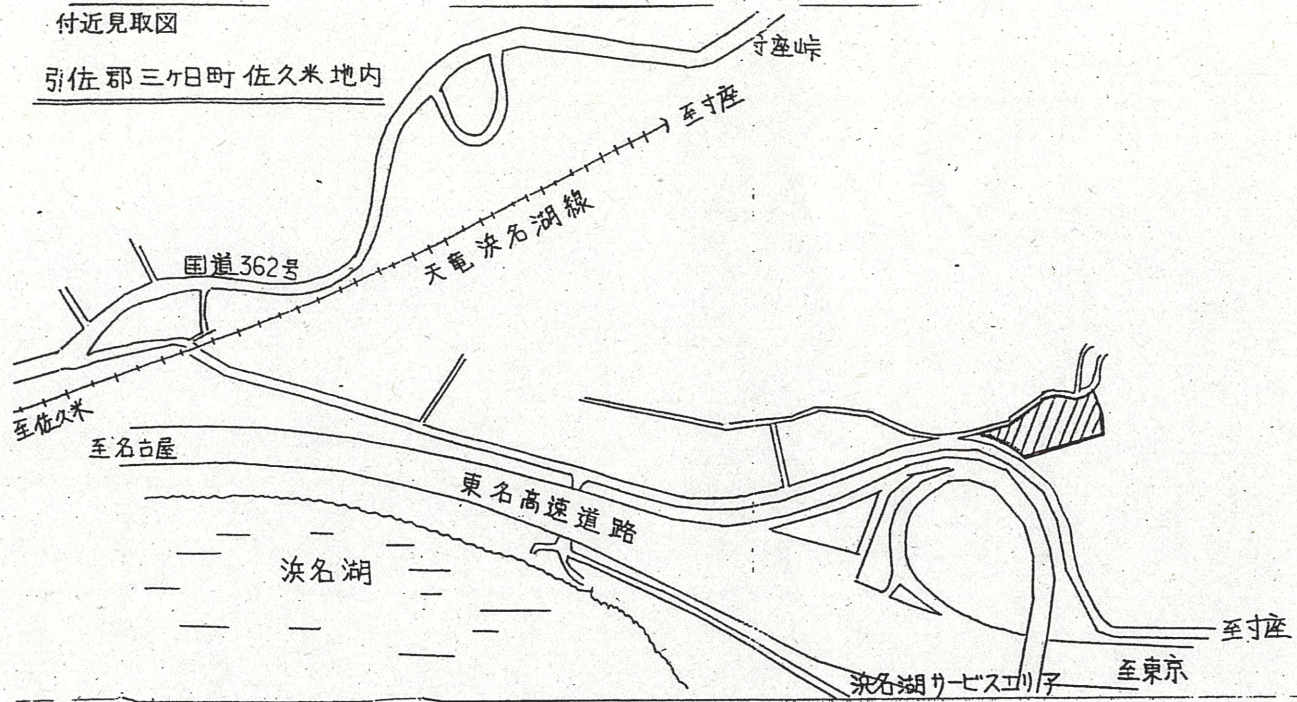 付近見取図
引佐郡三ヶ日町佐久米地内
寸座峠
至寸座
天竜浜名湖線
国道362号
至佐久米
至名古屋
東名高速道路
浜名湖
至寸座
至東京
浜名湖サービスエリア